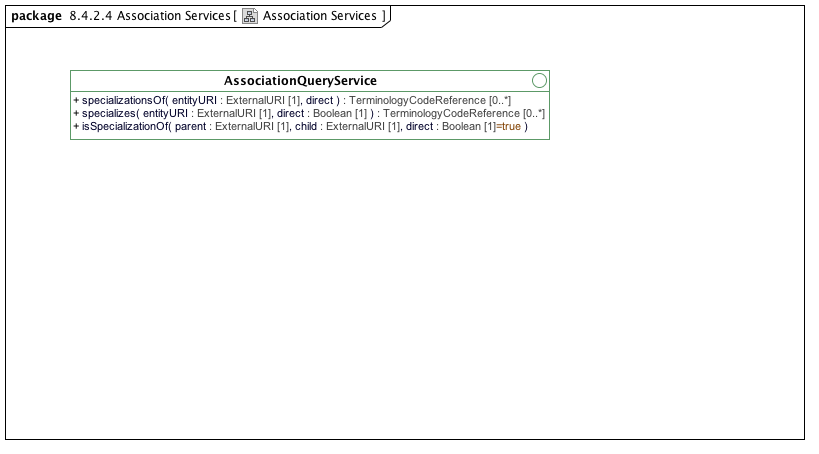 package 8.4.2.4 Association Services [ Association Services ]
AssociationQueryService
+ specializationsOf( entityURI : ExternalURI [1], direct ) : TerminologyCodeReference [0..*]
+ specializes( entityURI : ExternalURI [1], direct : Boolean [1] ) : TerminologyCodeReference [0..*]
+ isSpecializationOf( parent : ExternalURI [1], child : ExternalURI [1], direct : Boolean [1]=true )